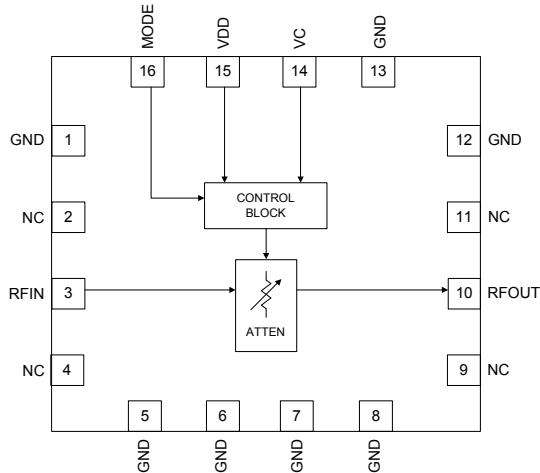 MODE
VDD
VC
GND
16
15
14
13
GND 1
12 GND
NC 2
11 NC
CONTROL
BLOCK
RFIN 3
10 RFOUT
ATTEN
NC 4
9 NC
5
6
7
8
GND
GND
GND
GND